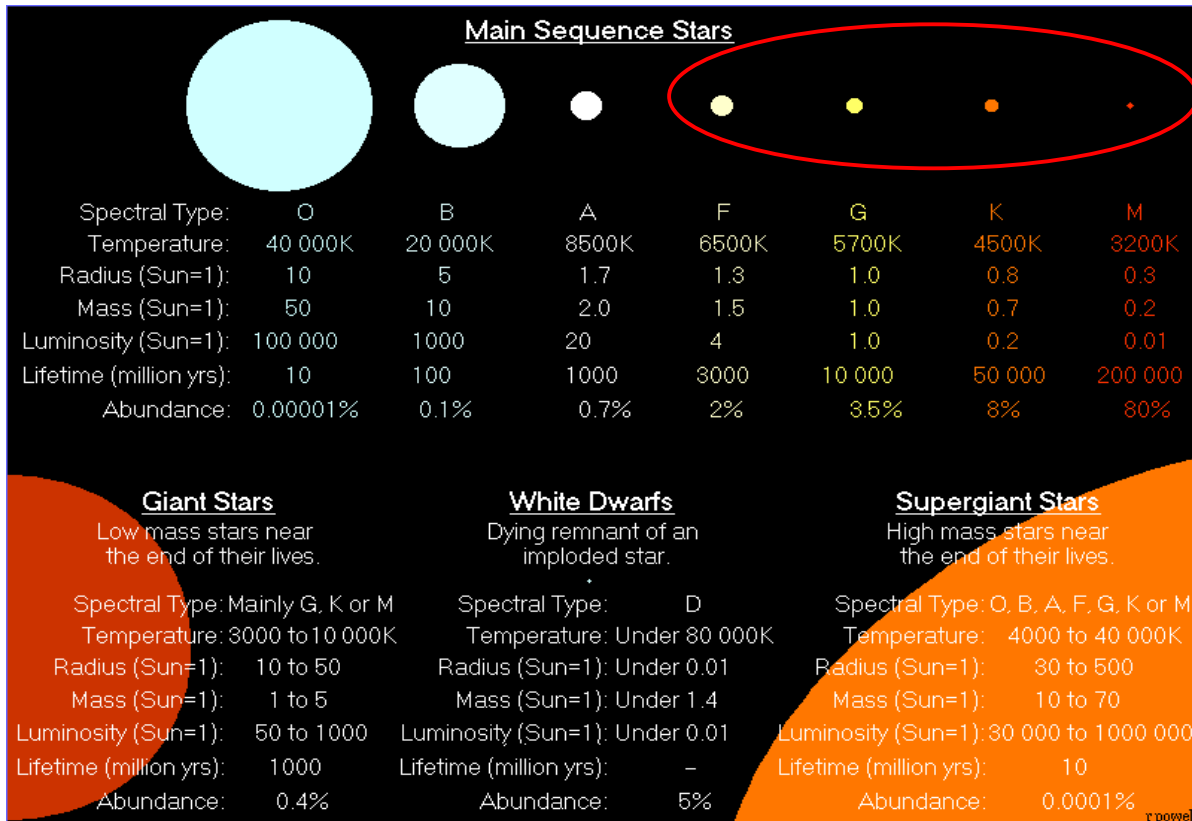 Main Sequence Stars
Spectral Type: O B A F G K M
Temperature: 40 000K 20 000K 8500K 6500K 5700K 4500K 3200K
Radius (Sun=1): 10 5 1.7 1.3 1.0 0.8 0.3
Mass (Sun=1): 50 10 2.0 1.5 1.0 0.7 0.2
Luminosity (Sun=1): 100 000 1000 20 4 1.0 0.2 0.01
Lifetime (million yrs): 10 100 1000 3000 10 000 50 000 200 000
Abundance: 0.00001% 0.1% 0.7% 2% 3.5% 8% 80%
Giant Stars
Low mass stars near
the end of their lives.
Spectral Type: Mainly G, K or M
Temperature: 3000 to 10 000K
Radius (Sun=1): 10 to 50
Mass (Sun=1): 1 to 5
Luminosity (Sun=1): 50 to 1000
Lifetime (million yrs): 1000
Abundance: 0.4%
White Dwarfs
Dying remnant of an
imploded star.
Spectral Type: D
Temperature: Under 80 000K
Radius (Sun=1): Under 0.01
Mass (Sun=1): Under 1.4
Luminosity (Sun=1): Under 0.01
Lifetime (million yrs): –
Abundance: 5%
Supergiant Stars
High mass stars near
the end of their lives.
Spectral Type: O, B, A, F, G, K or M
Temperature: 4000 to 40 000K
Radius (Sun=1): 30 to 500
Mass (Sun=1): 10 to 70
Luminosity (Sun=1): 30 000 to 1000 000
Lifetime (million yrs): 10
Abundance: 0.0001%
r powel